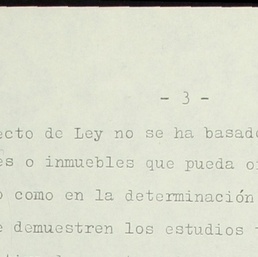 - 3 -
ecto de Ley no se ha basado
es o inmuebles que pueda
o como en la determinación
e demuestren los estudios